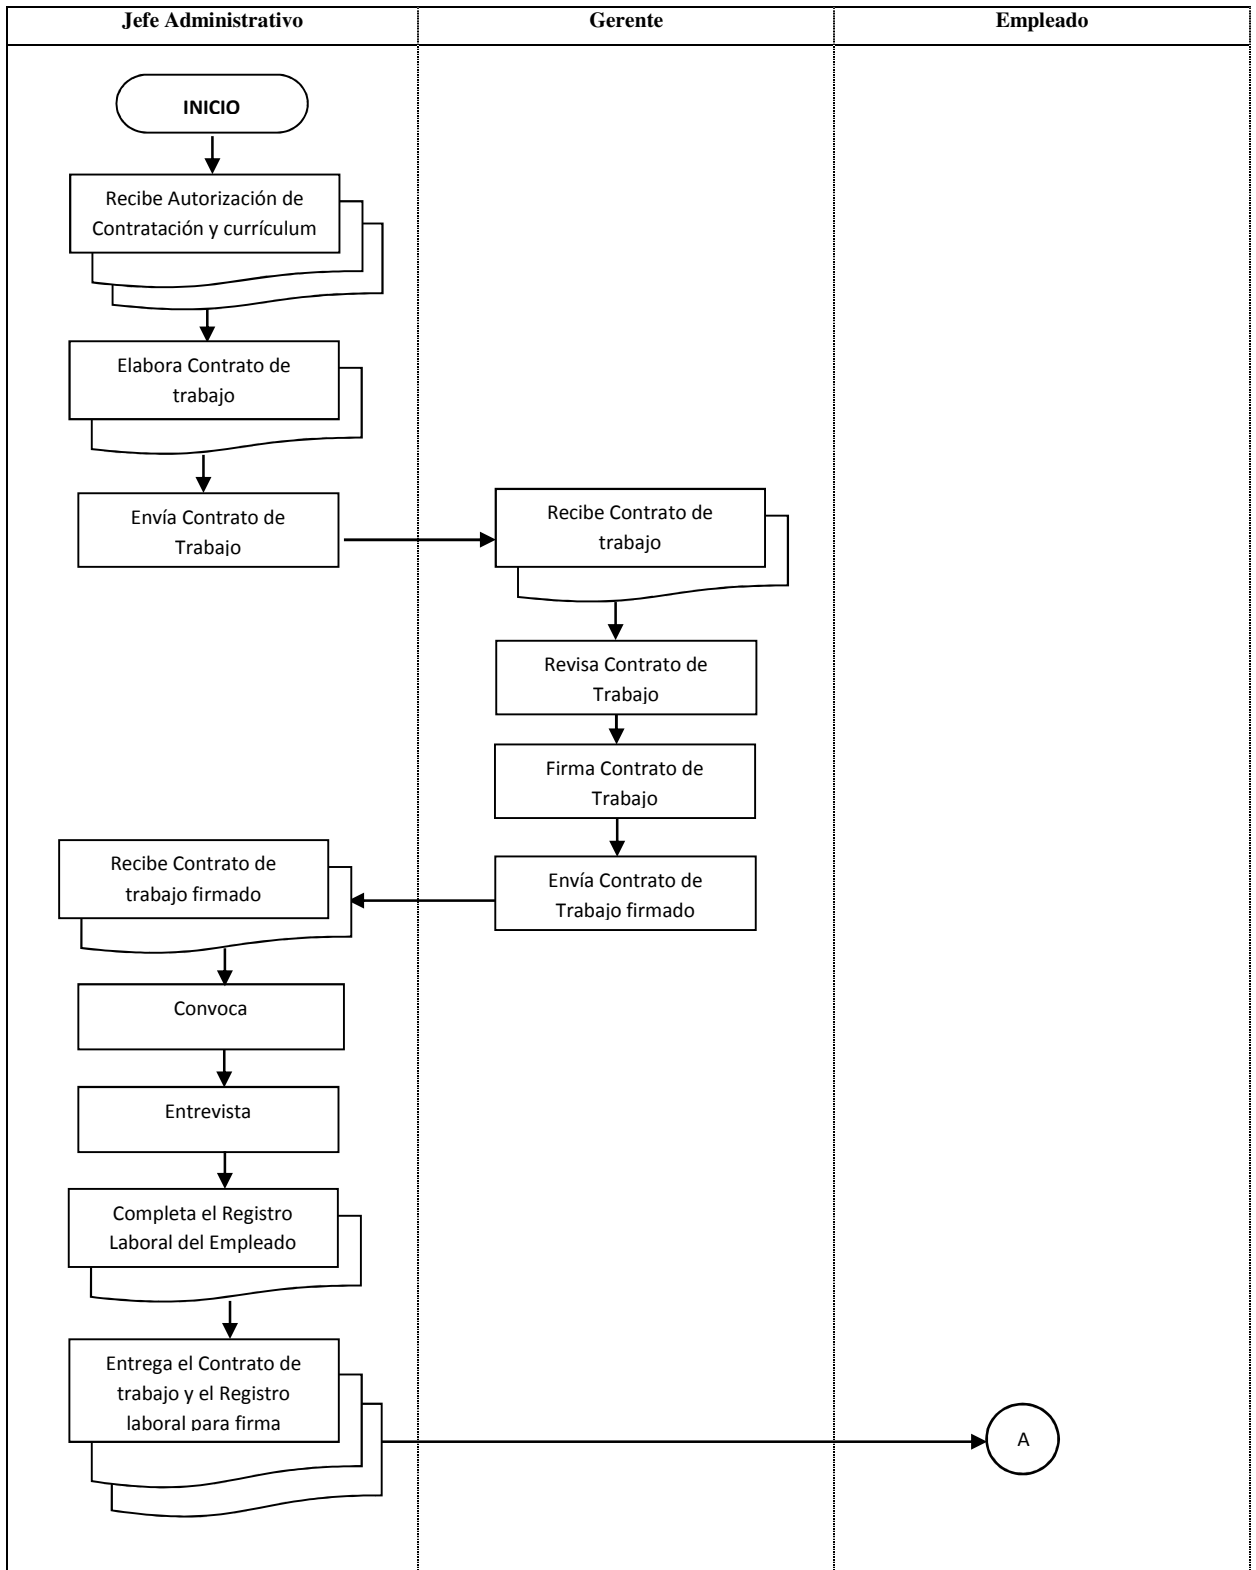 Jefe Administrativo
Gerente
Empleado
INICIO
Recibe Autorización de
Contratación y currículum
Elabora Contrato de
trabajo
Envía Contrato de
Trabajo
Recibe Contrato de
trabajo
Revisa Contrato de
Trabajo
Firma Contrato de
Trabajo
Envía Contrato de
Trabajo firmado
Recibe Contrato de
trabajo firmado
Convoca
Entrevista
Completa el Registro
Laboral del Empleado
Entrega el Contrato de
trabajo y el Registro
laboral para firma
A